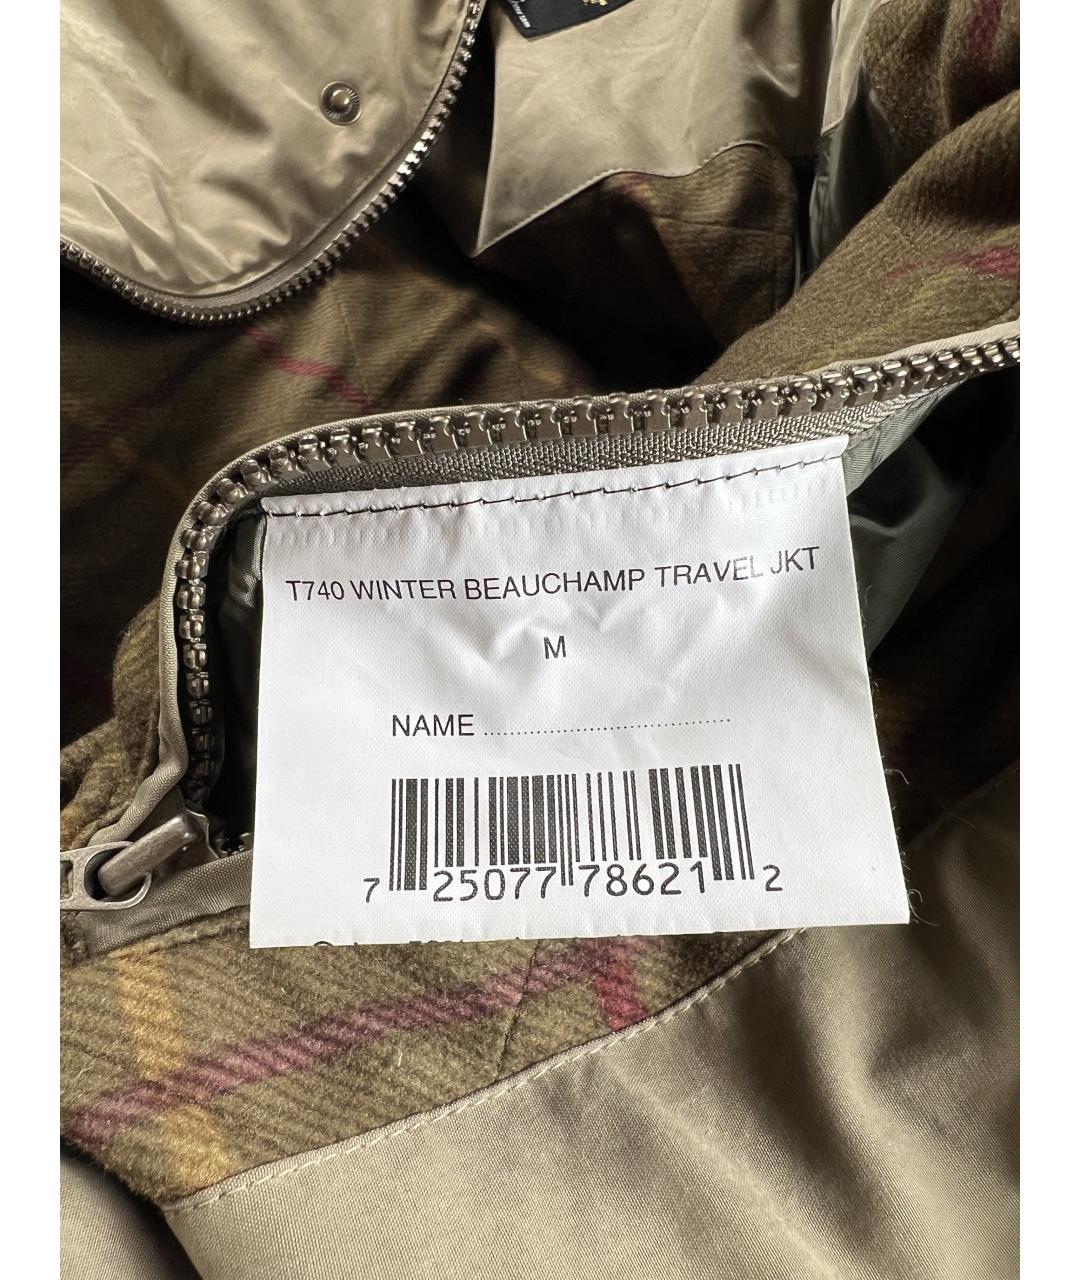 T740 WINTER BEAUCHAMP TRAVEL JKT
M
NAME ......................................
7 25077 78621 2